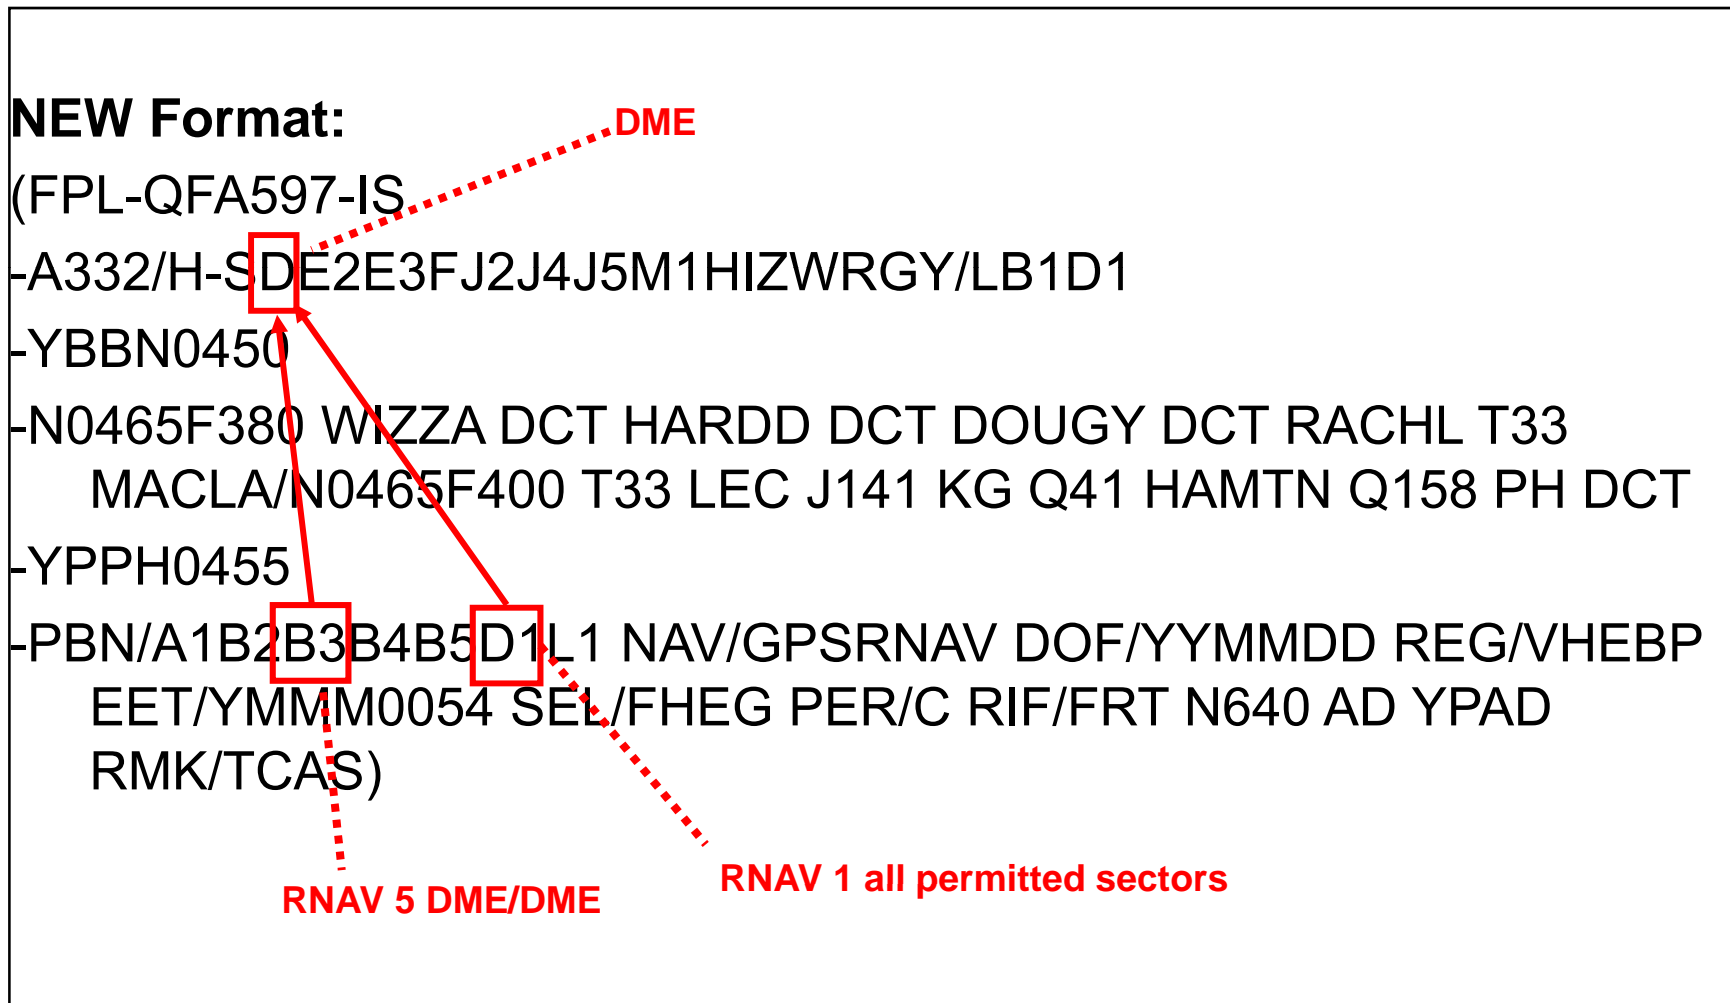 NEW Format:
DME
(FPL-QFA597-IS
-A332/H-SDE2E3FJ2J4J5M1HIZWRGY/LB1D1
-YBBN0450
-N0465F380 WIZZA DCT HARDD DCT DOUGY DCT RACHL T33
MACLA/N0465F400 T33 LEC J141 KG Q41 HAMTN Q158 PH DCT
-YPPH0455
-PBN/A1B2B3B4B5D1L1 NAV/GPSRNAV DOF/YYMMDD REG/VHEBP
EET/YMMM0054 SEL/FHEG PER/C RIF/FRT N640 AD YPAD
RMK/TCAS)
RNAV 1 all permitted sectors
RNAV 5 DME/DME